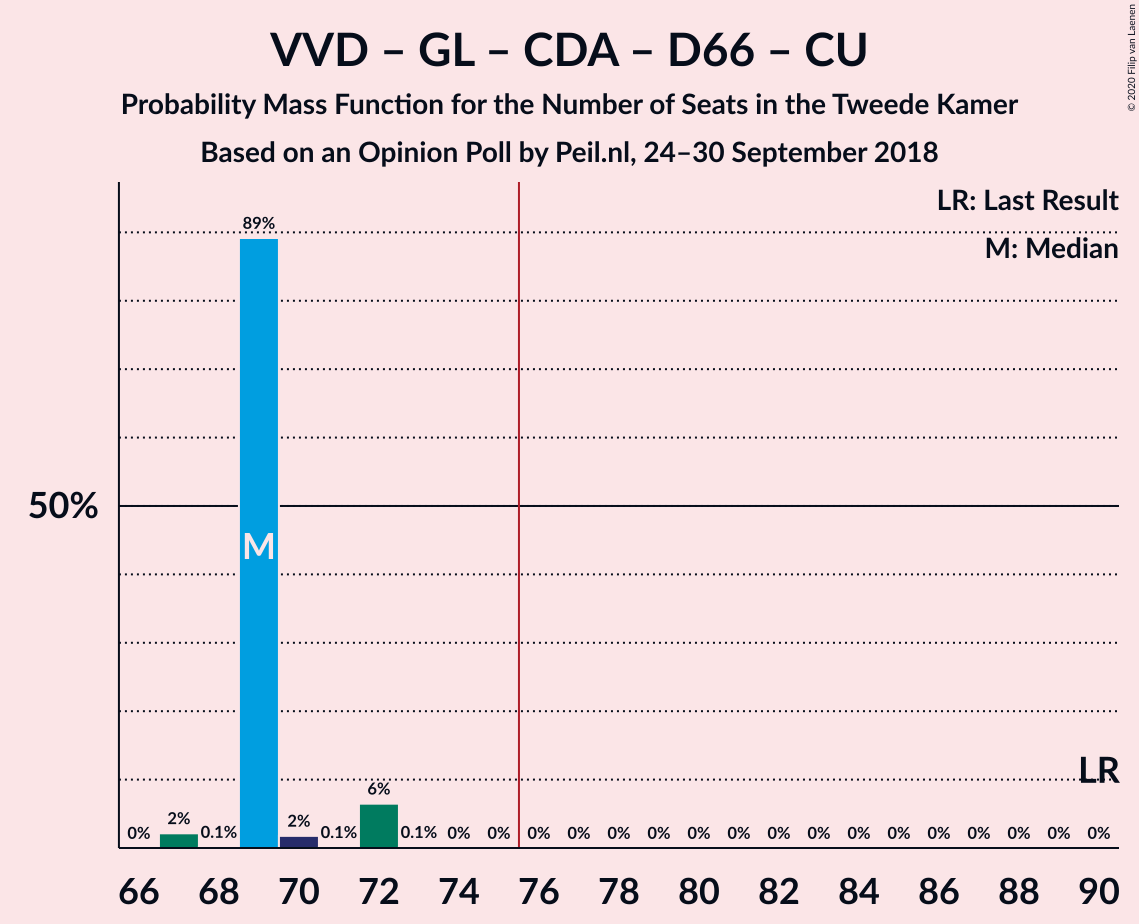 VVD – GL – CDA – D66 – CU
Probability Mass Function for the Number of Seats in the Tweede Kamer
Based on an Opinion Poll by Peil.nl, 24–30 September 2018
© 2020 Filip van Laenen
LR: Last Result
M: Median
89%
50%
M
LR
0% 2% 0.1% 2% 0.1% 6% 0.1% 0% 0% 0% 0% 0% 0% 0% 0% 0% 0% 0% 0% 0% 0% 0% 0% 0%
66 68 70 72 74 76 78 80 82 84 86 88 90